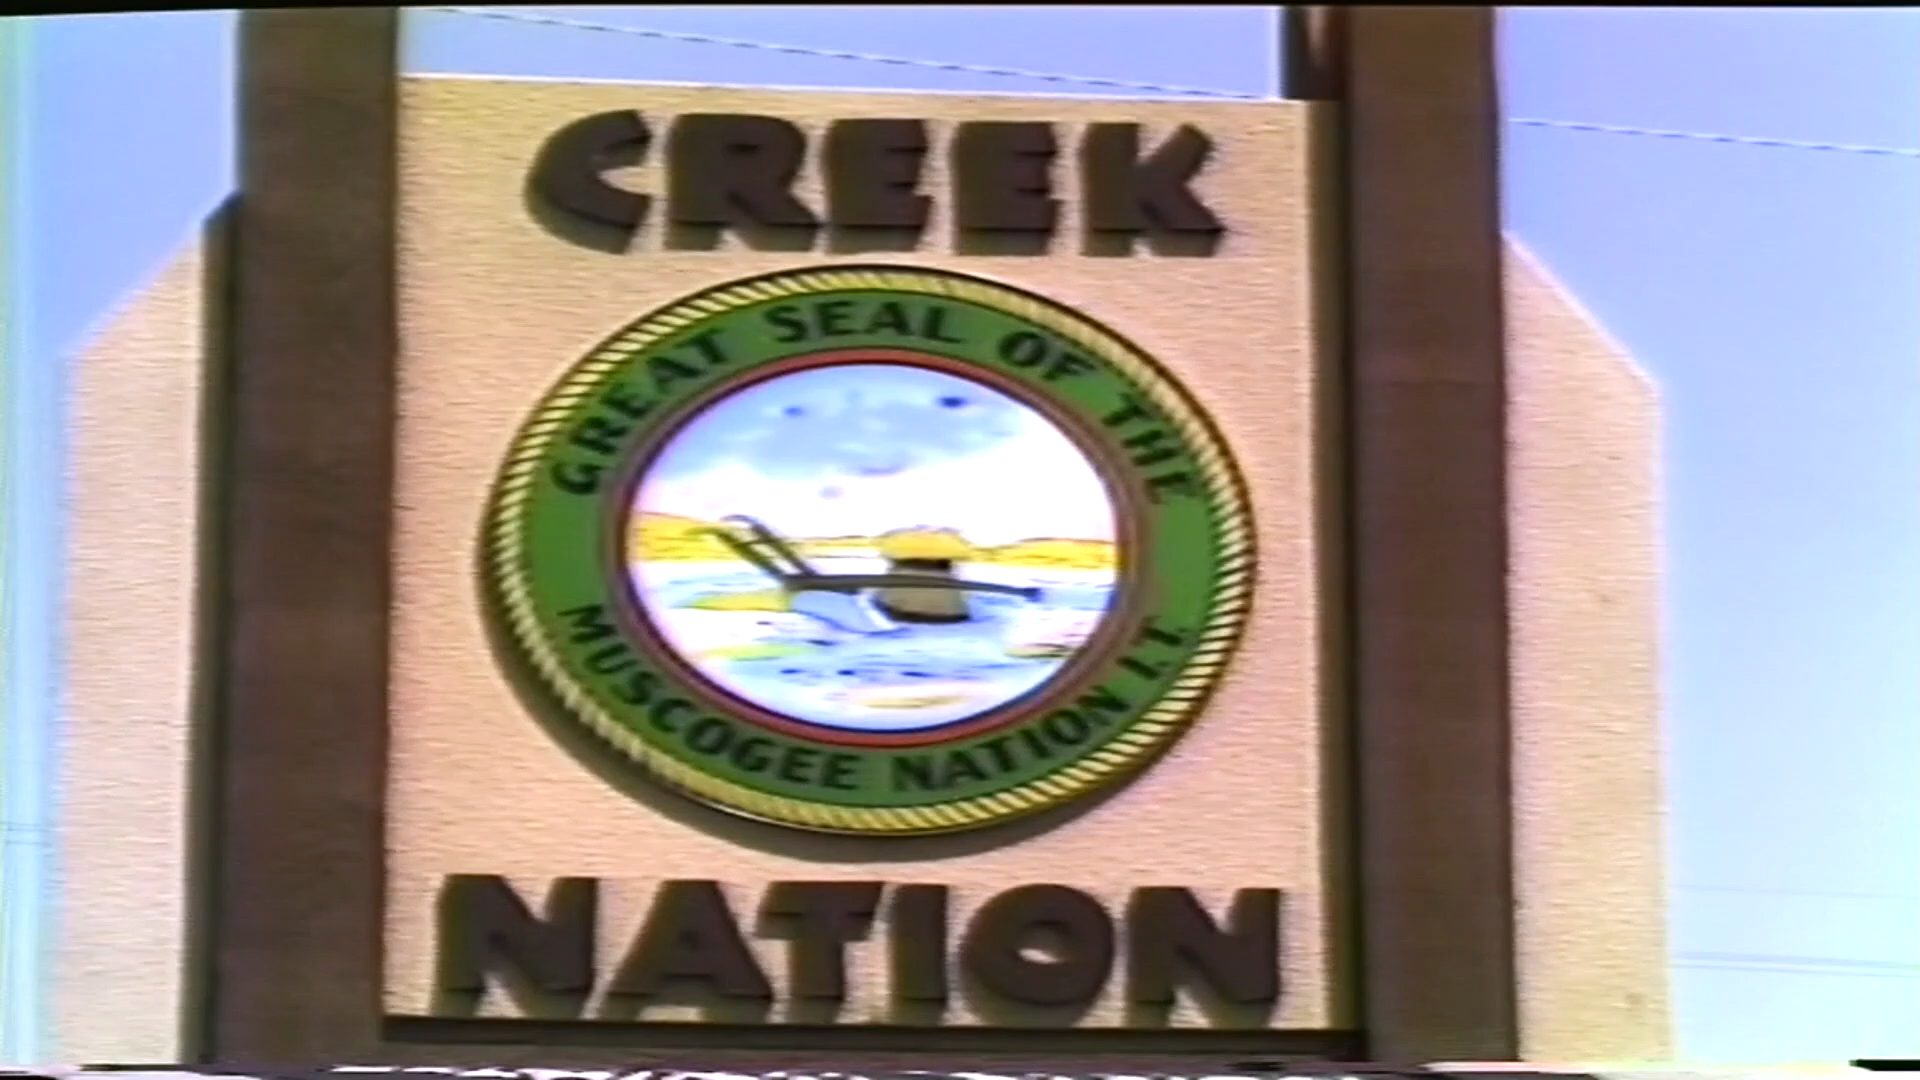 CREEK
GREAT SEAL OF THE
MUSCOGEE NATION I.T.
NATION